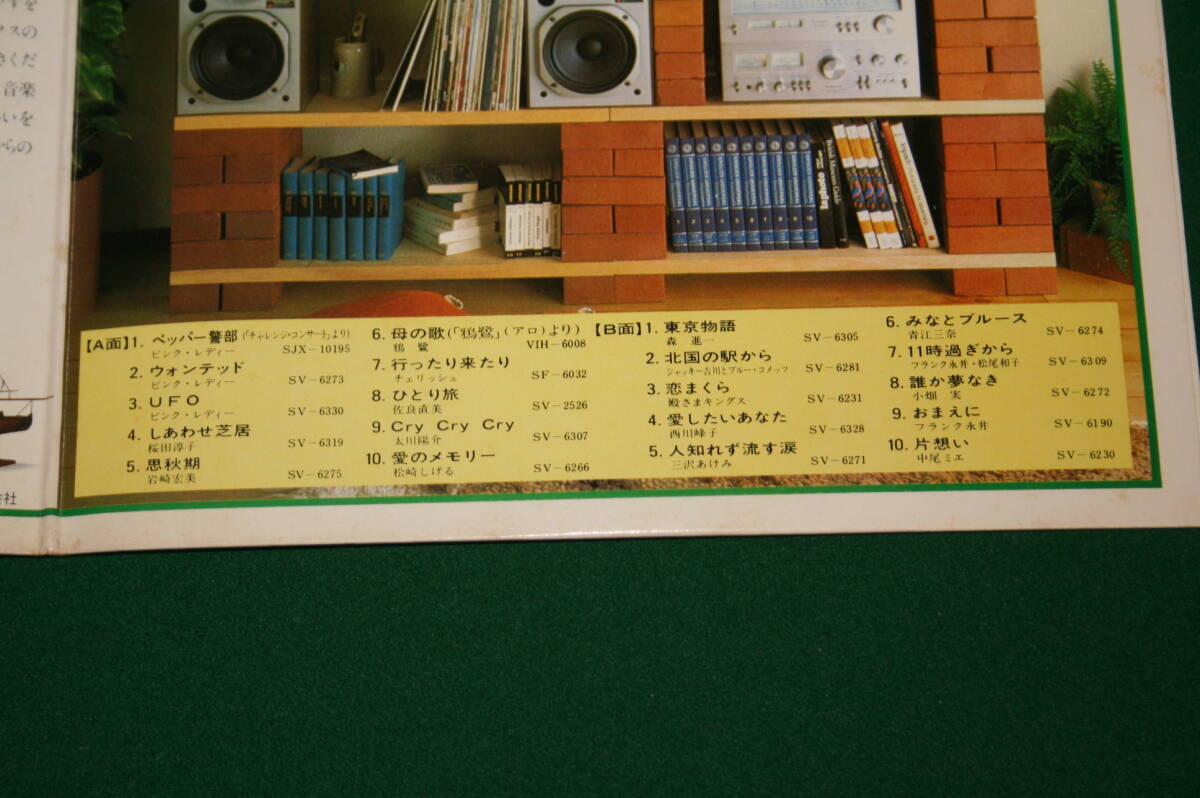 スの
くだ
音楽
いを
らの
会社
【A面】1. ペッパー警部(「チャレンジ・コンサート」より)
ピンク・レディー SJX-10195
2. ウォンテッド
ピンク・レディー SV-6273
3. UFO
ピンク・レディー SV-6330
4. しあわせ芝居
桜田淳子 SV-6319
5. 思秋期
岩崎宏美 SV-6275
6. 母の歌(「鴉鷺」(アロ)より)
鴉 鷺 VIH-6008
7. 行ったり来たり
チェリッシュ SF-6032
8. ひとり旅
佐良直美 SV-2526
9. Cry Cry Cry
太川陽介 SV-6307
10. 愛のメモリー
松崎しげる SV-6266
【B面】1. 東京物語
森 進一 SV-6305
2. 北国の駅から
ジャッキー吉川とブルー・コメッツ SV-6281
3. 恋まくら
殿さまキングス SV-6231
4. 愛したいあなた
西川峰子 SV-6328
5. 人知れず流す涙
三沢あけみ SV-6271
6. みなとブルース
青江三奈 SV-6274
7. 11時過ぎから
フランク永井・松尾和子 SV-6309
8. 誰か夢なき
小畑 実 SV-6272
9. おまえに
フランク永井 SV-6190
10. 片想い
中尾ミエ SV-6230